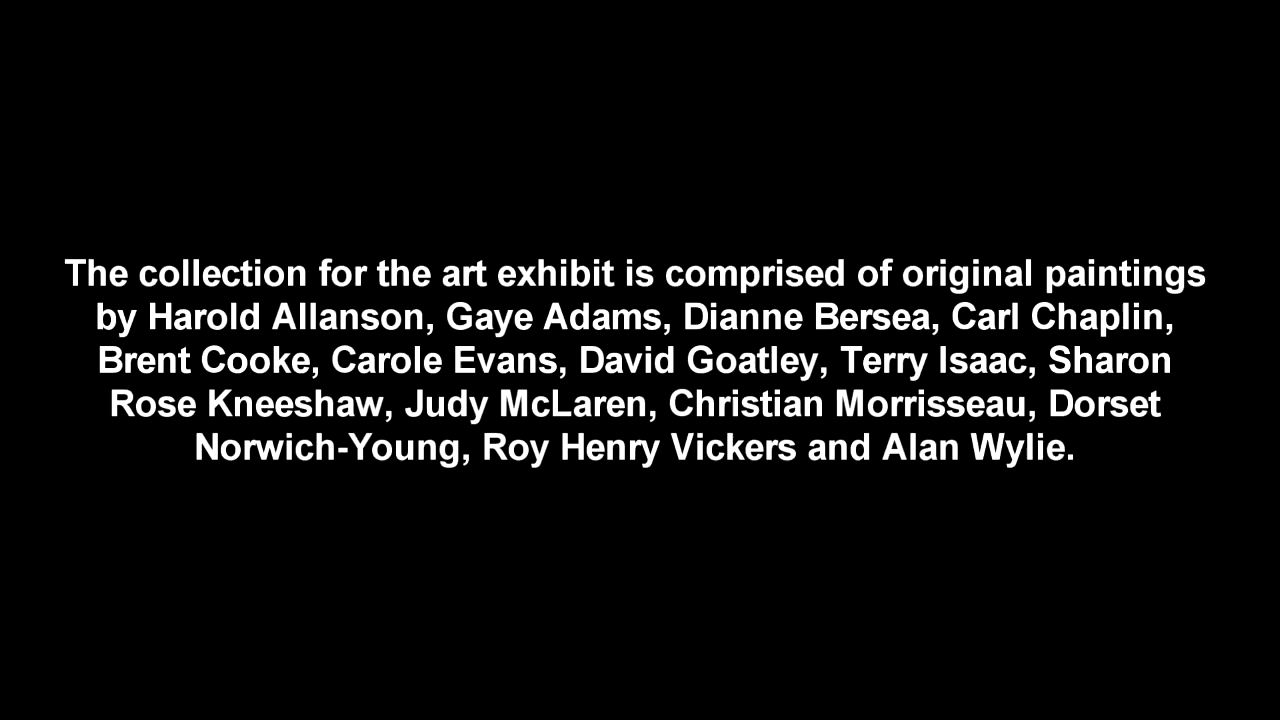 The collection for the art exhibit is comprised of original paintings
by Harold Allanson, Gaye Adams, Dianne Bersea, Carl Chaplin,
Brent Cooke, Carole Evans, David Goatley, Terry Isaac, Sharon
Rose Kneeshaw, Judy McLaren, Christian Morrisseau, Dorset
Norwich-Young, Roy Henry Vickers and Alan Wylie.